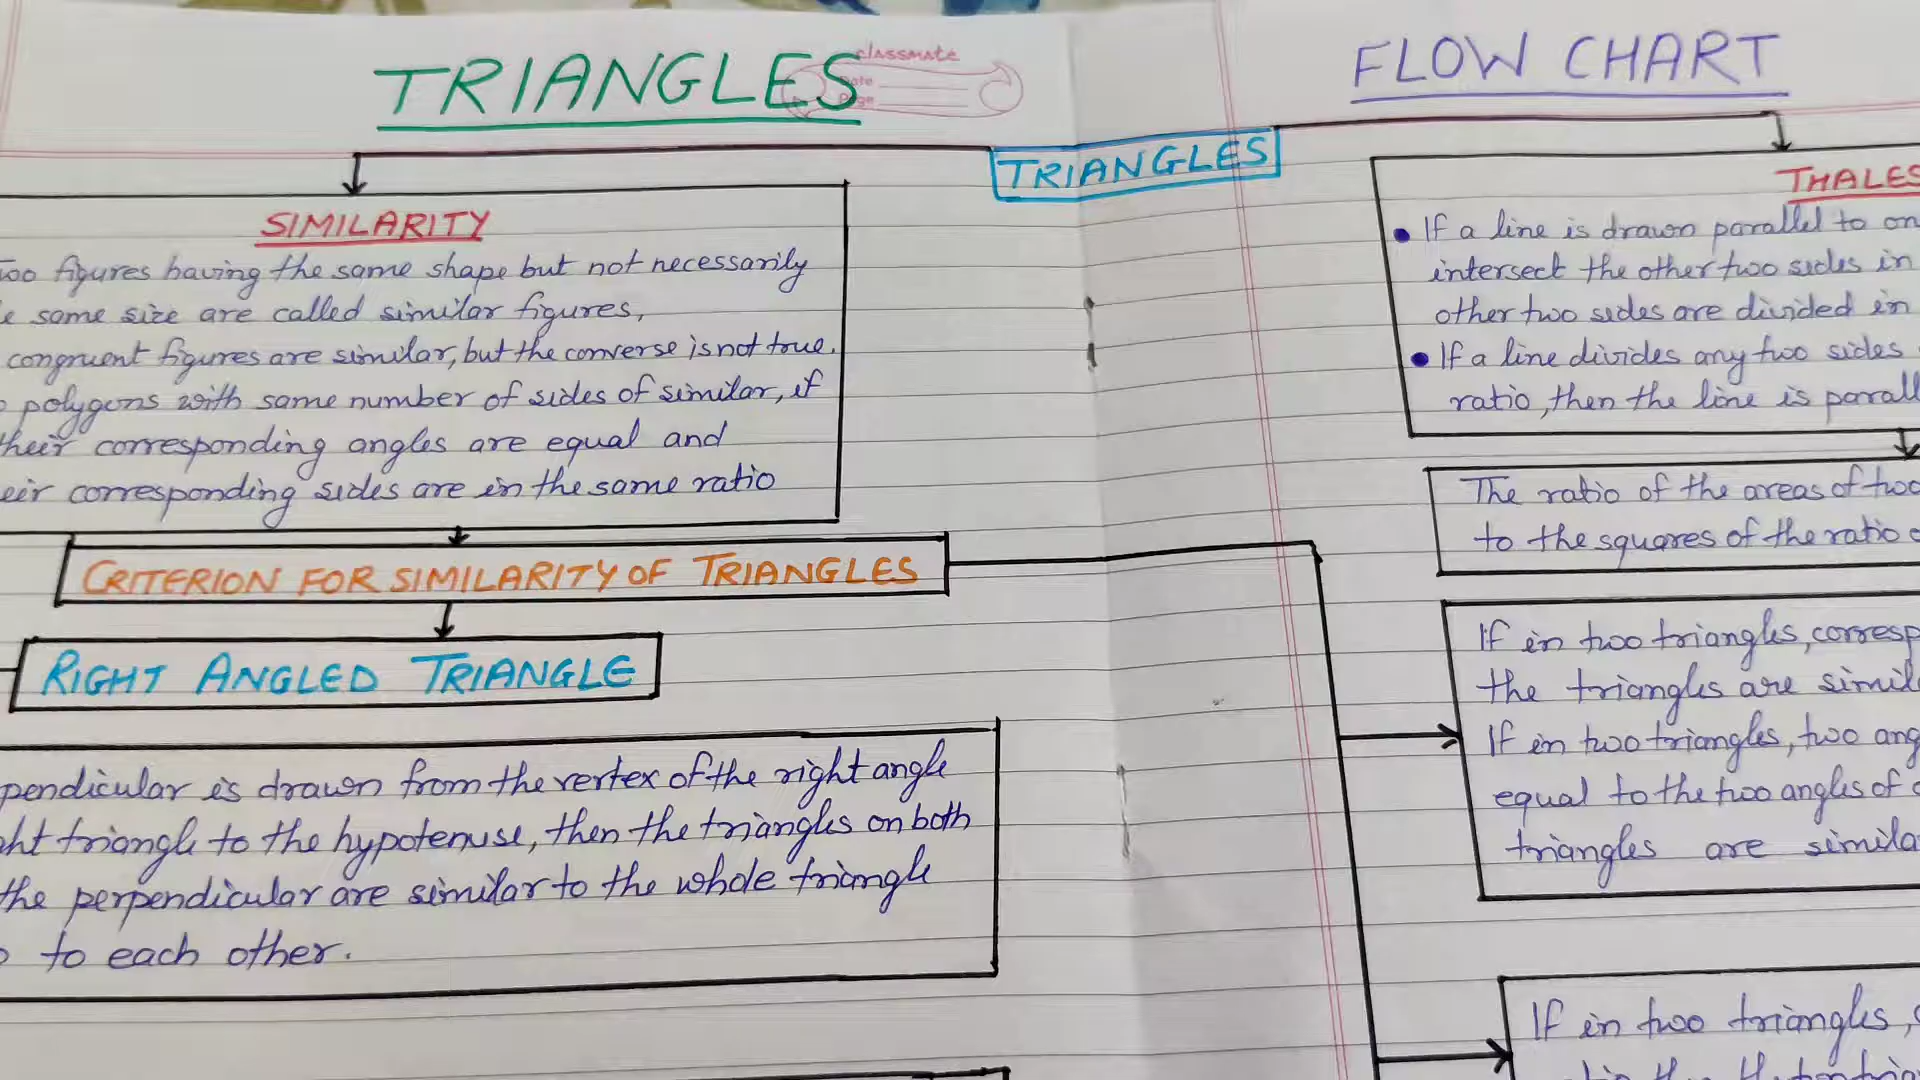 TRIANGLES
classmate
Date
Page
FLOW CHART
TRIANGLES
SIMILARITY
figures having the same shape but not necessarily
same size are called similar figures,
congruent figures are similar, but the converse is not true.
polygons with same number of sides of similar, if
their corresponding angles are equal and
corresponding sides are in the same ratio
CRITERION FOR SIMILARITY OF TRIANGLES
RIGHT ANGLED TRIANGLE
pendicular is drawn from the vertex of the right angle
triangle to the hypotenuse, then the triangles on both
the perpendicular are similar to the whole triangle
to each other.
THALES
• If a line is drawn parallel to
intersect the other two sides in
other two sides are divided in
• If a line divides any two sides
ratio, then the line is parall
The ratio of the areas of two
to the squares of the ratio
If in two triangles, corresp
the triangles are simil
If in two triangles, two ang
equal to the two angles of
triangles are simila
If in two triangles,